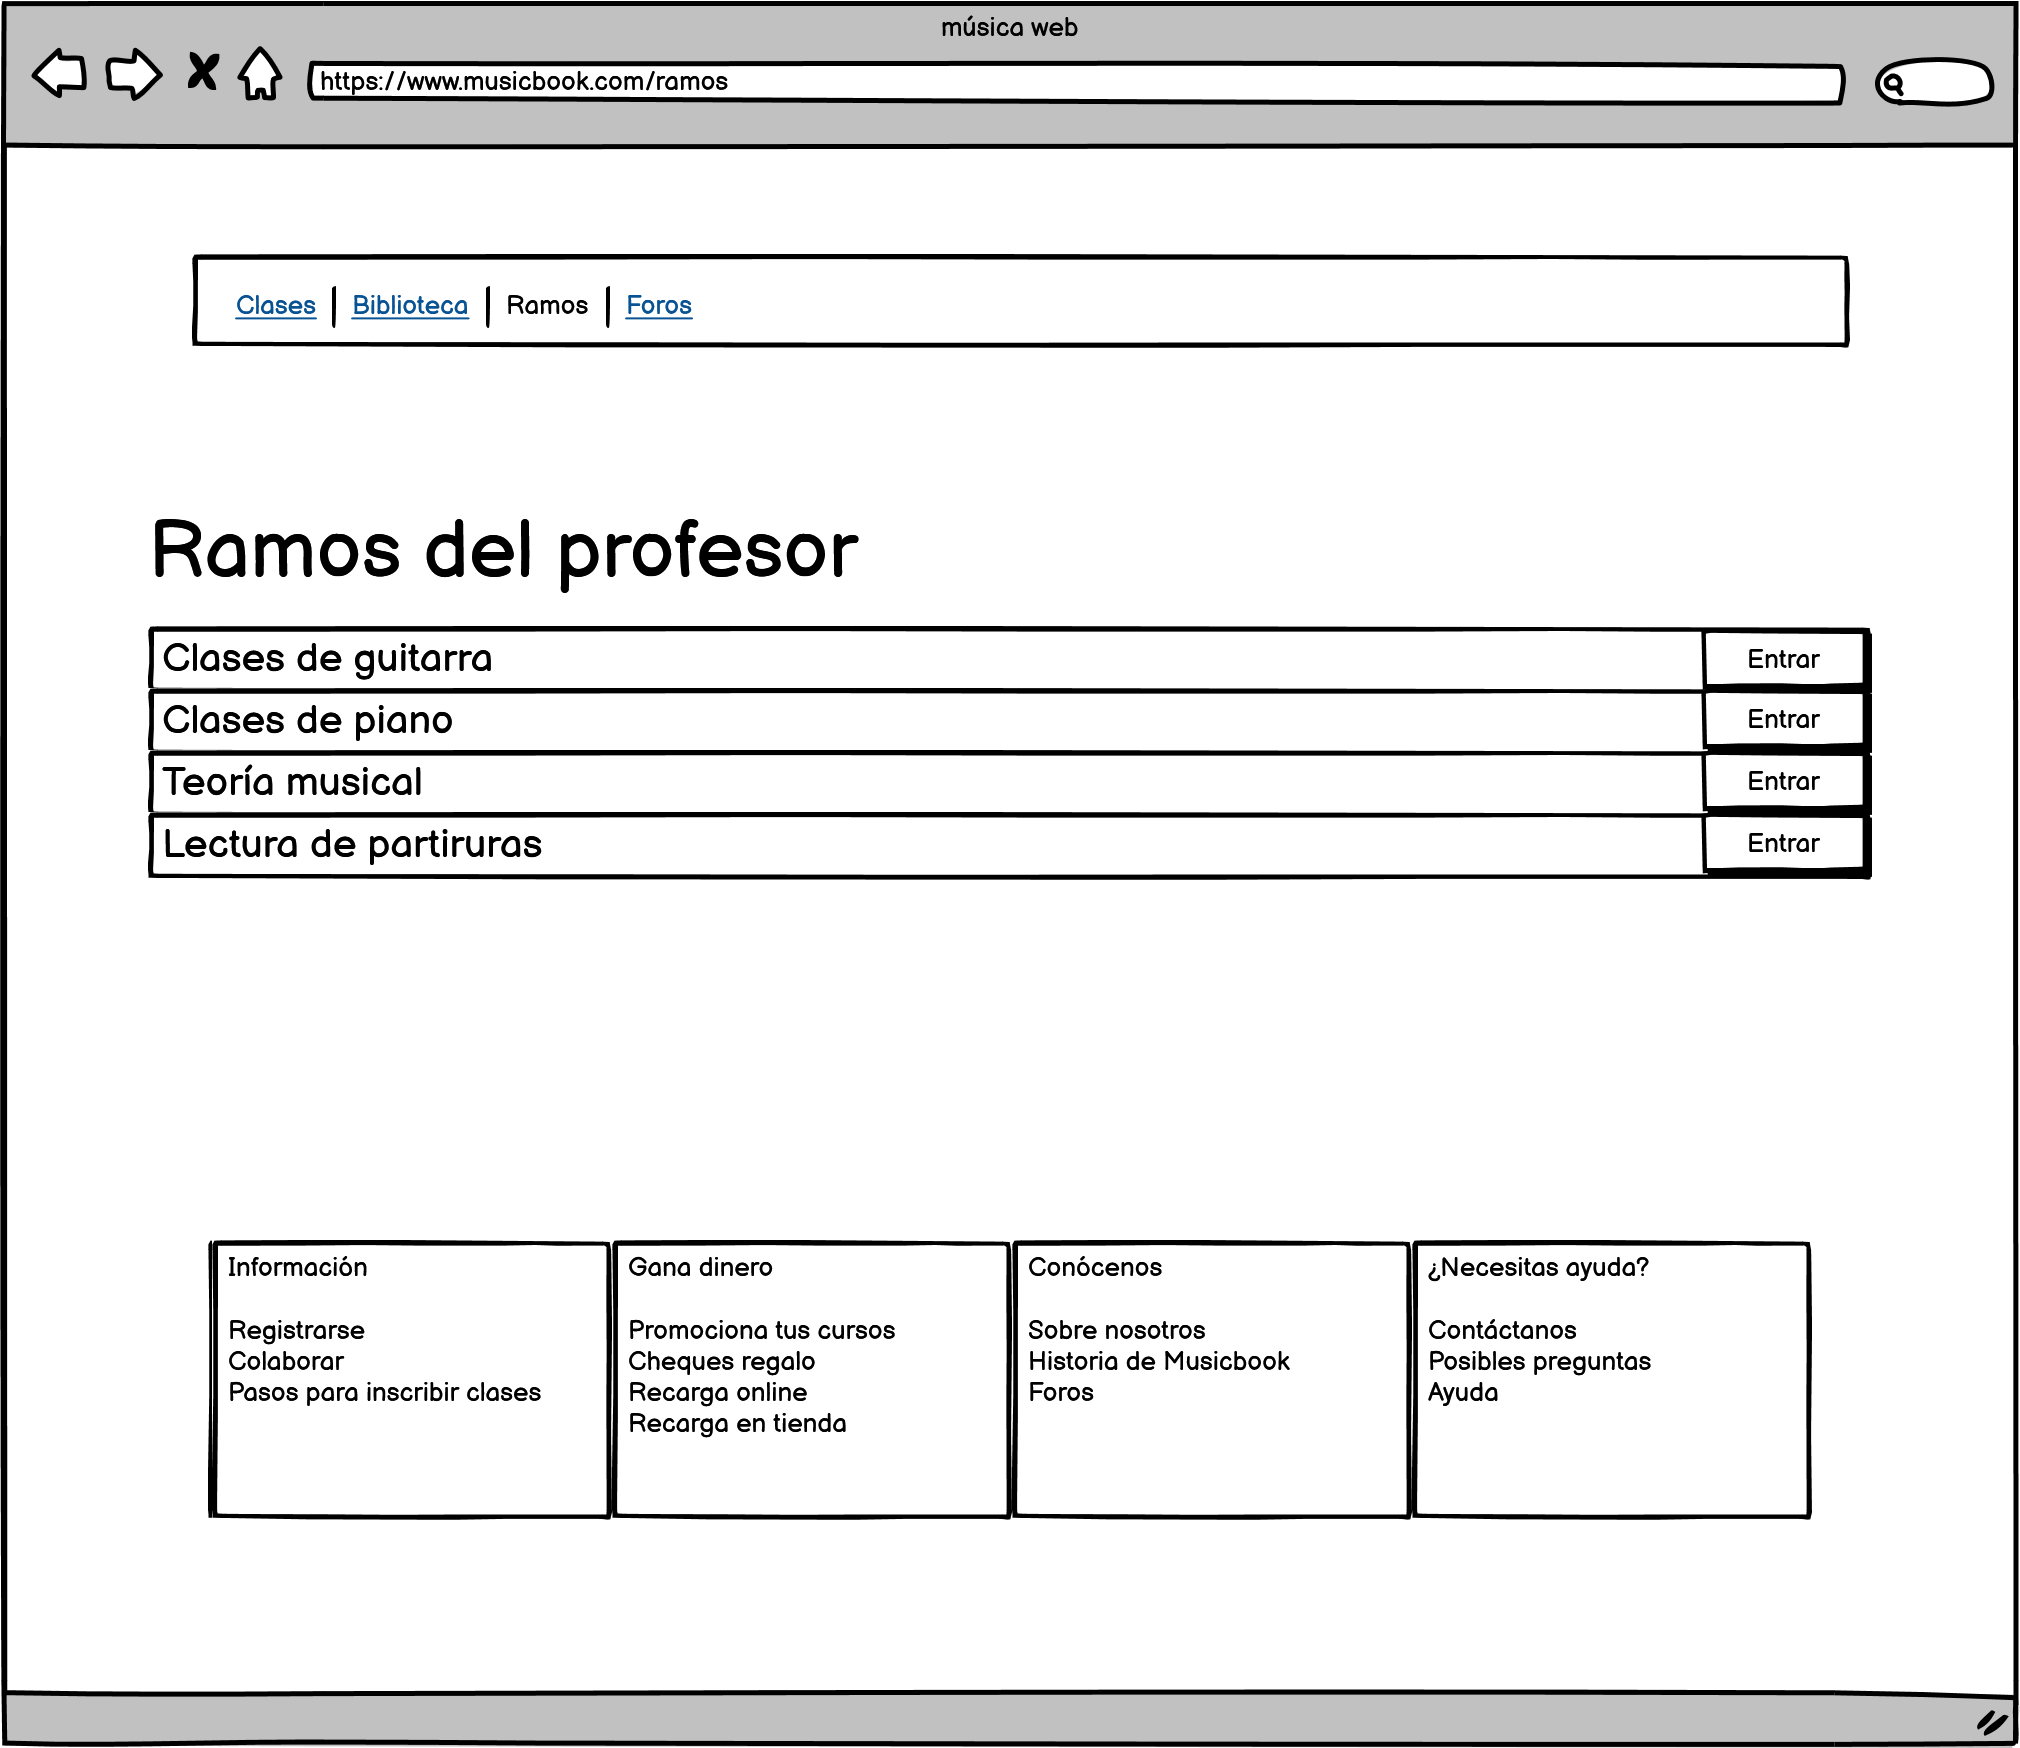 música web
https://www.musicbook.com/ramos
Clases | Biblioteca | Ramos | Foros
Ramos del profesor
Clases de guitarra Entrar
Clases de piano Entrar
Teoría musical Entrar
Lectura de partiruras Entrar
Información
Registrarse
Colaborar
Pasos para inscribir clases
Gana dinero
Promociona tus cursos
Cheques regalo
Recarga online
Recarga en tienda
Conócenos
Sobre nosotros
Historia de Musicbook
Foros
¿Necesitas ayuda?
Contáctanos
Posibles preguntas
Ayuda